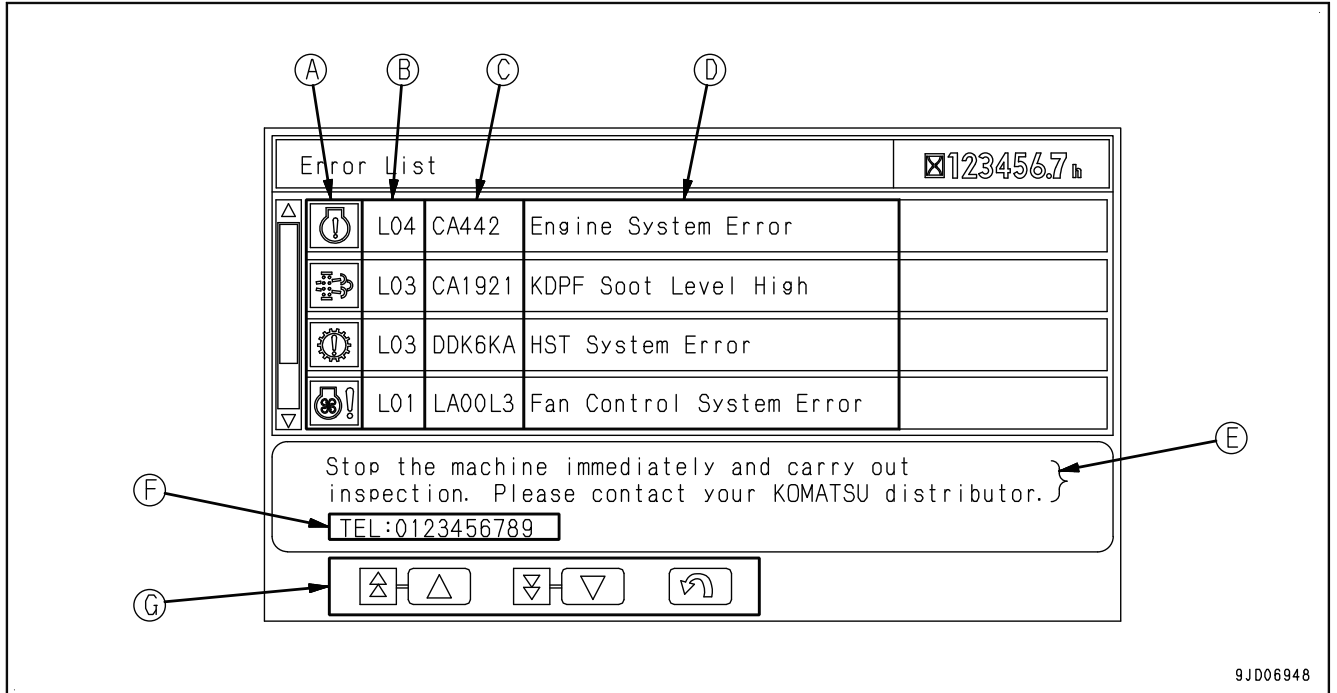 A B C D
Error List 123456.7 h
L04 CA442 Engine System Error
L03 CA1921 KDPF Soot Level High
L03 DDK6KA HST System Error
L01 LA00L3 Fan Control System Error
E
Stop the machine immediately and carry out
inspection. Please contact your KOMATSU distributor.
F
TEL:0123456789
G
9JD06948